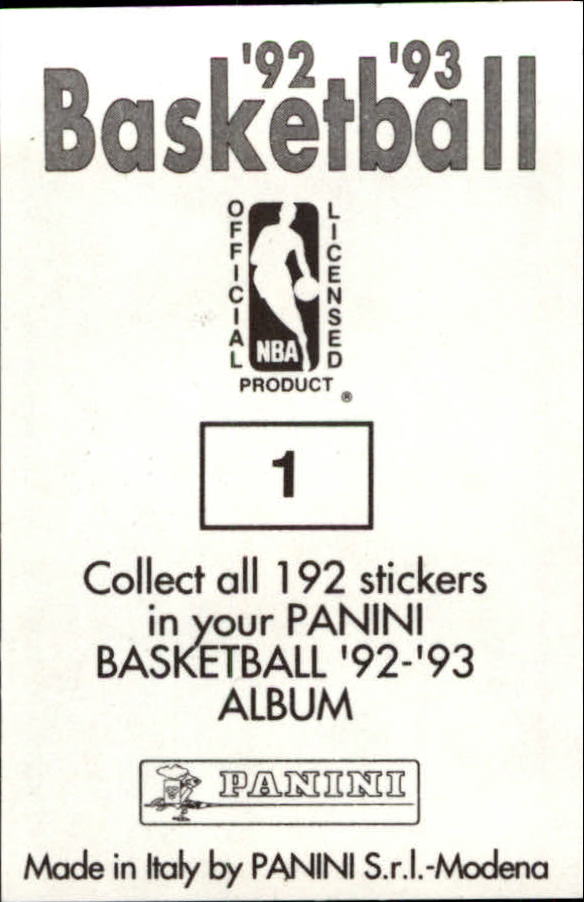 '92 '93
Basketball
OFFICIAL
LICENSED
NBA
PRODUCT
®
1
Collect all 192 stickers
in your PANINI
BASKETBALL '92-'93
ALBUM
PANINI
Made in Italy by PANINI S.r.l.-Modena